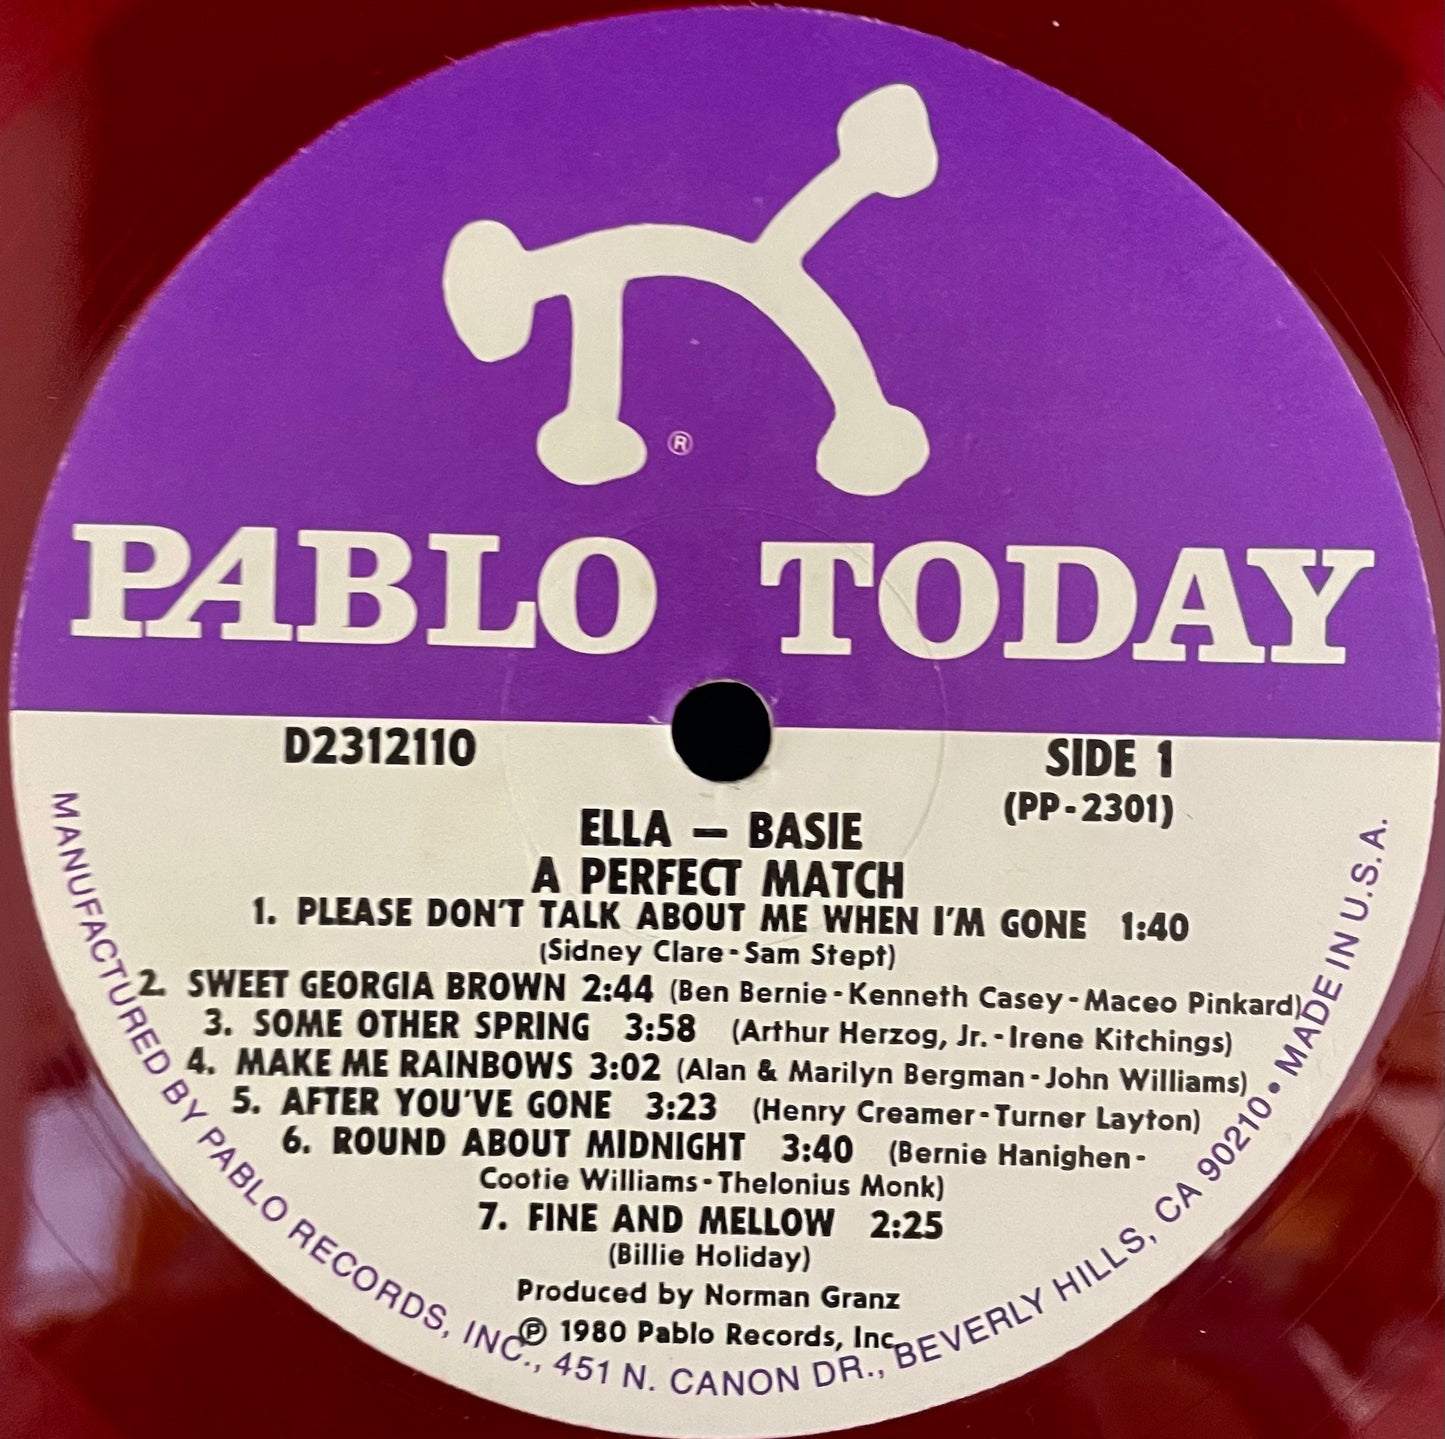 ®
PABLO TODAY
D2312110
SIDE 1
(PP-2301)
ELLA — BASIE
A PERFECT MATCH
1. PLEASE DON'T TALK ABOUT ME WHEN I'M GONE 1:40
(Sidney Clare-Sam Stept)
2. SWEET GEORGIA BROWN 2:44 (Ben Bernie-Kenneth Casey-Maceo Pinkard)
3. SOME OTHER SPRING 3:58 (Arthur Herzog, Jr.-Irene Kitchings)
4. MAKE ME RAINBOWS 3:02 (Alan & Marilyn Bergman-John Williams)
5. AFTER YOU'VE GONE 3:23 (Henry Creamer-Turner Layton)
6. ROUND ABOUT MIDNIGHT 3:40 (Bernie Hanighen-
Cootie Williams-Thelonius Monk)
7. FINE AND MELLOW 2:25
(Billie Holiday)
Produced by Norman Granz
℗ 1980 Pablo Records, Inc.
MANUFACTURED BY PABLO RECORDS, INC., 451 N. CANON DR., BEVERLY HILLS, CA 90210 • MADE IN U.S.A.